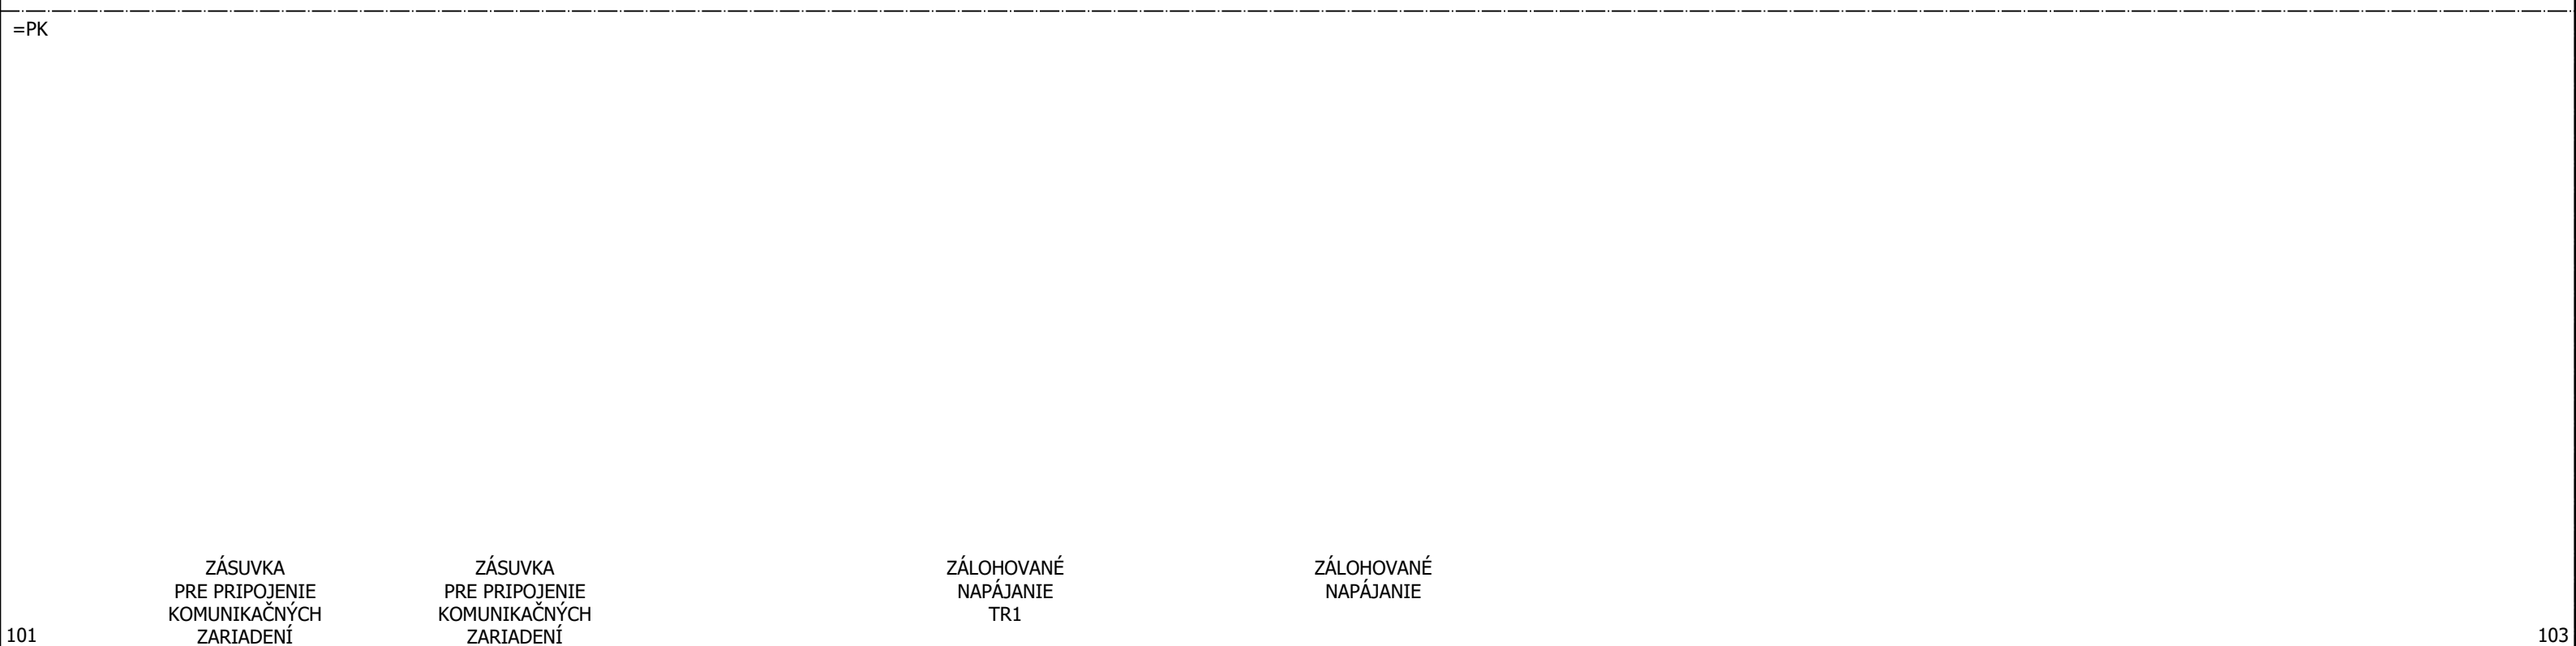 =PK
ZÁSUVKA
PRE PRIPOJENIE
KOMUNIKAČNÝCH
ZARIADENÍ
ZÁSUVKA
PRE PRIPOJENIE
KOMUNIKAČNÝCH
ZARIADENÍ
ZÁLOHOVANÉ
NAPÁJANIE
TR1
ZÁLOHOVANÉ
NAPÁJANIE
101
103